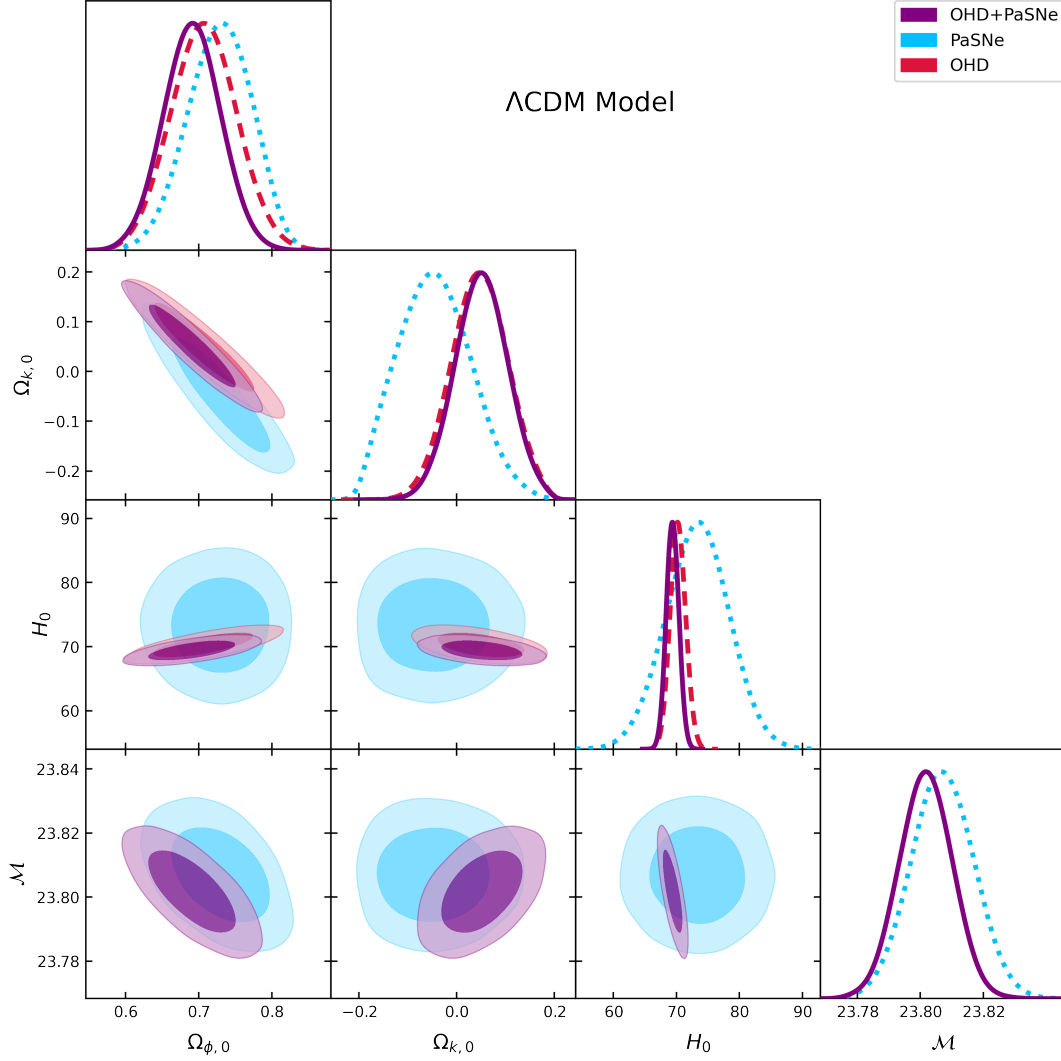 OHD+PaSNe
PaSNe
OHD
ΛCDM Model
0.2
0.1
0.0
−0.1
−0.2
Ω_{k, 0}
90
80
70
60
H_0
23.84
23.82
23.80
23.78
ℳ
0.6 0.7 0.8
−0.2 0.0 0.2
60 70 80 90
23.78 23.80 23.82
Ω_{ϕ, 0}
Ω_{k, 0}
H_0
ℳ